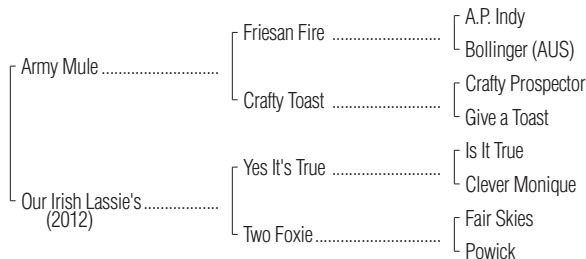 A.P. Indy
Friesan Fire ..........................
Bollinger (AUS)
Army Mule ............................
Crafty Prospector
Crafty Toast ..........................
Give a Toast
Is It True
Yes It's True ..........................
Clever Monique
Our Irish Lassie's ..................
(2012)
Fair Skies
Two Foxie ..............................
Powick